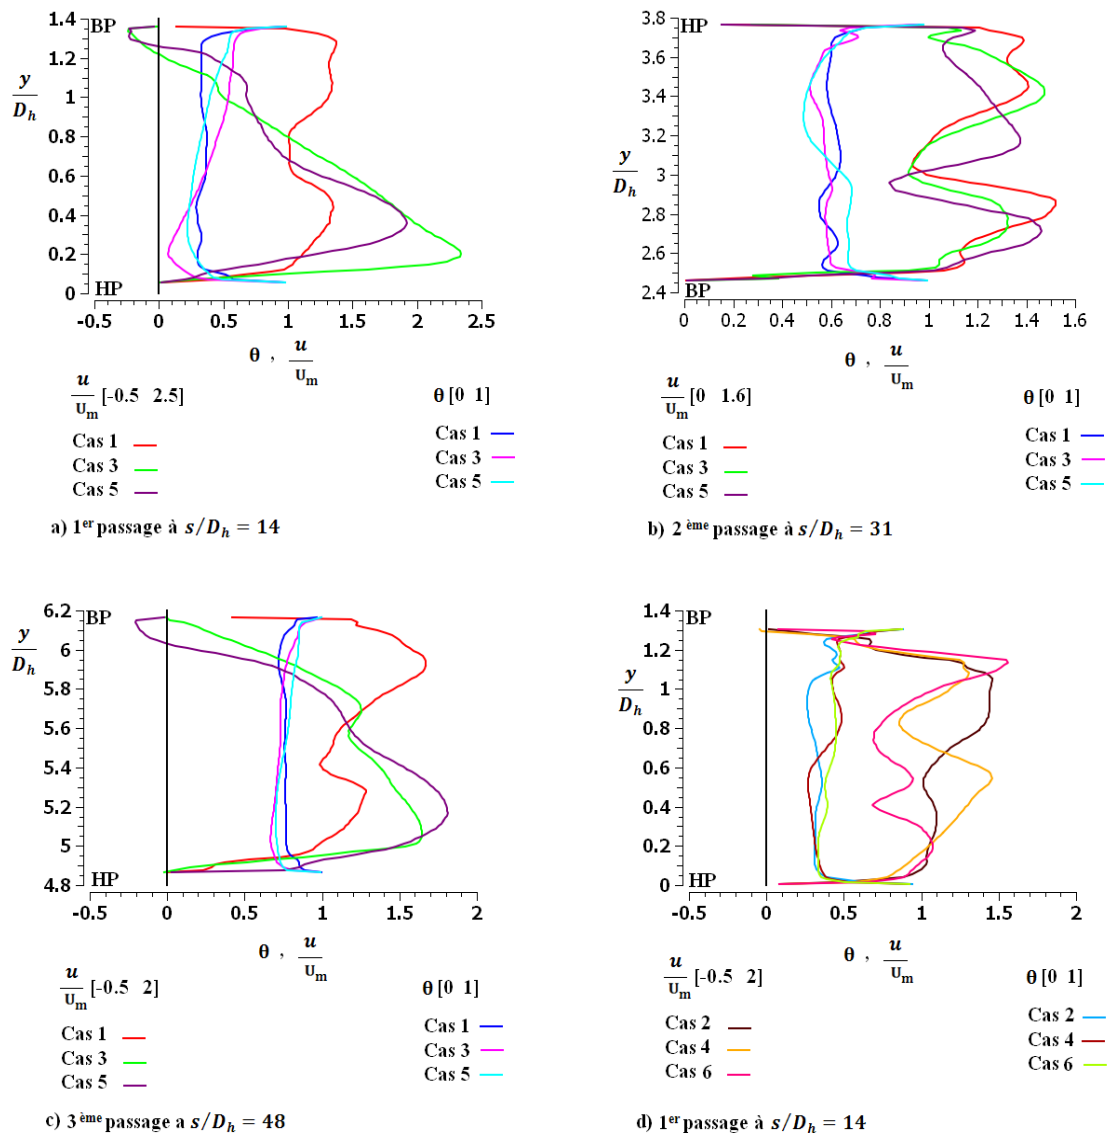 1.4
1.2
1
0.8
0.6
0.4
0.2
0
BP
HP
y/D_h
-0.5 0 0.5 1 1.5 2 2.5
θ , u/U_m
u/U_m [-0.5 2.5] θ [0 1]
Cas 1 Cas 1
Cas 3 Cas 3
Cas 5 Cas 5
a) 1er passage à s/D_h = 14
3.8
3.6
3.4
3.2
3
2.8
2.6
2.4
HP
BP
y/D_h
0 0.2 0.4 0.6 0.8 1 1.2 1.4 1.6
θ , u/U_m
u/U_m [0 1.6] θ [0 1]
Cas 1 Cas 1
Cas 3 Cas 3
Cas 5 Cas 5
b) 2 ème passage à s/D_h = 31
6.2
6
5.8
5.6
5.4
5.2
5
4.8
BP
HP
y/D_h
-0.5 0 0.5 1 1.5 2
θ , u/U_m
u/U_m [-0.5 2] θ [0 1]
Cas 1 Cas 1
Cas 3 Cas 3
Cas 5 Cas 5
c) 3 ème passage a s/D_h = 48
1.4
1.2
1
0.8
0.6
0.4
0.2
0
BP
HP
y/D_h
-0.5 0 0.5 1 1.5 2
θ , u/U_m
u/U_m [-0.5 2] θ [0 1]
Cas 2 Cas 2
Cas 4 Cas 4
Cas 6 Cas 6
d) 1er passage à s/D_h = 14